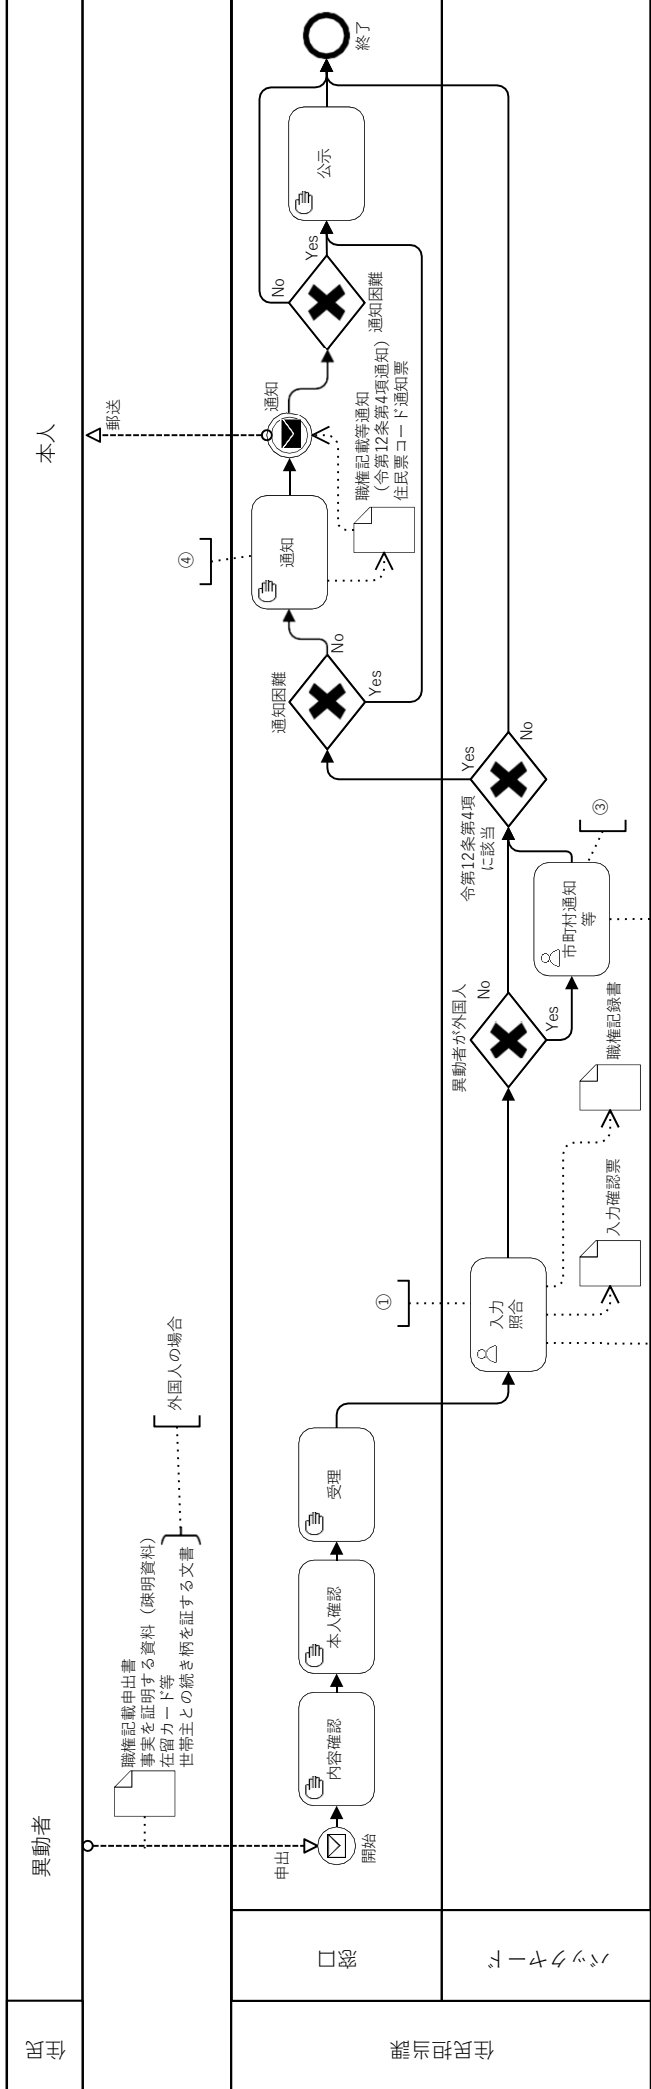 住民
異動者
本人
職権記載申出書
事実を証明する資料（疎明資料）
在留カード等
世帯主との続き柄を証する文書
外国人の場合
郵送
住民担当課
窓口
申出
開始
内容確認
本人確認
受理
通知困難
No
Yes
④
通知
通知
職権記載等通知
（令第12条第4項通知）
住民票コード通知票
通知困難
No
Yes
公示
終了
バックヤード
①
入力
照合
入力確認票
職権記録書
異動者が外国人
No
Yes
市町村通知
等
③
令第12条第4項
に該当
Yes
No